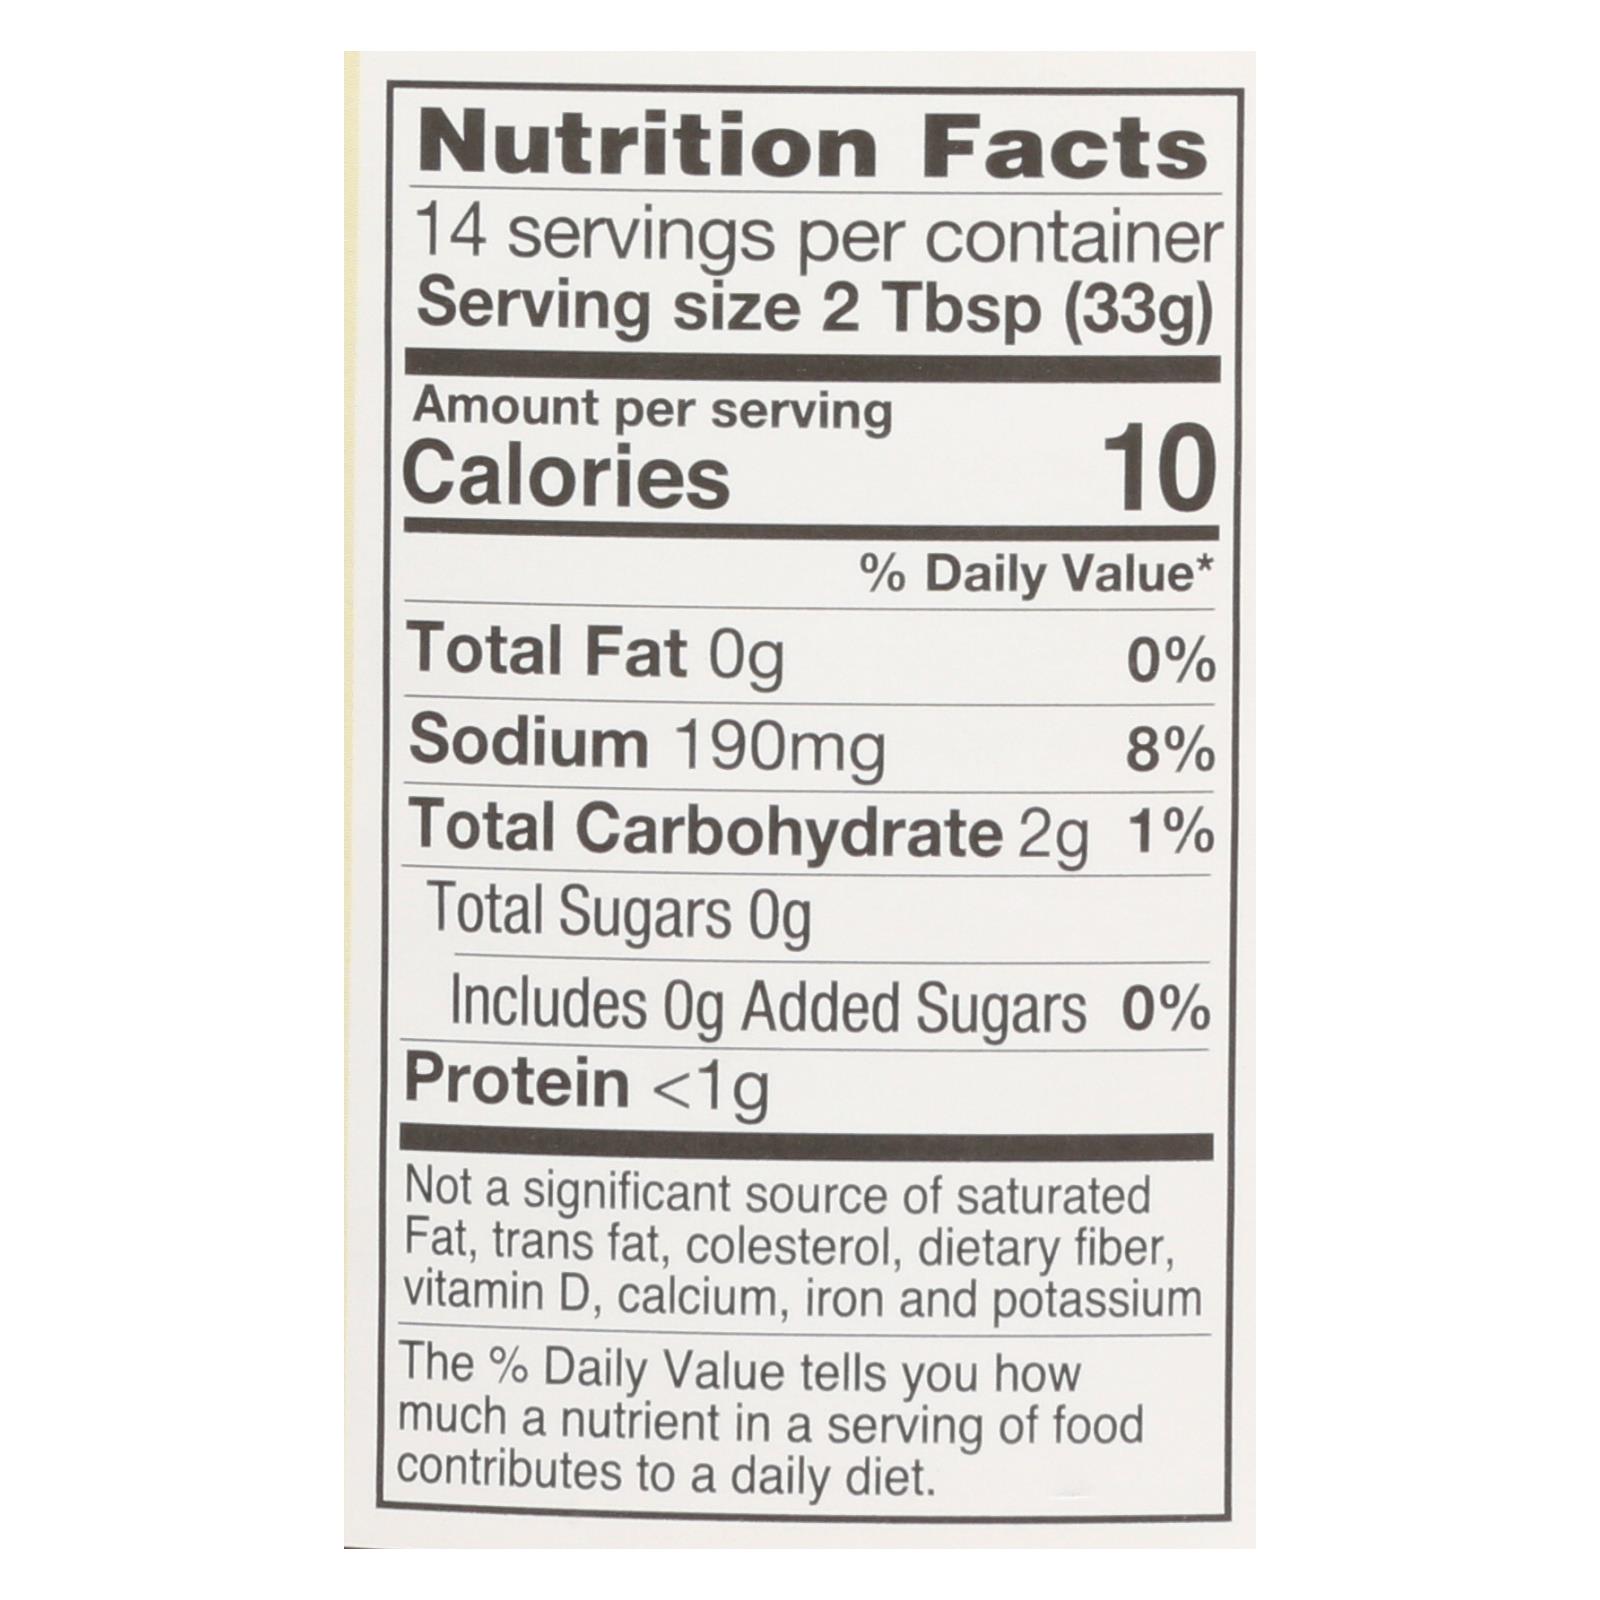 Nutrition Facts
14 servings per container
Serving size 2 Tbsp (33g)
Amount per serving
Calories 10
% Daily Value*
Total Fat 0g 0%
Sodium 190mg 8%
Total Carbohydrate 2g 1%
Total Sugars 0g
Includes 0g Added Sugars 0%
Protein <1g
Not a significant source of saturated
Fat, trans fat, colesterol, dietary fiber,
vitamin D, calcium, iron and potassium
The % Daily Value tells you how
much a nutrient in a serving of food
contributes to a daily diet.